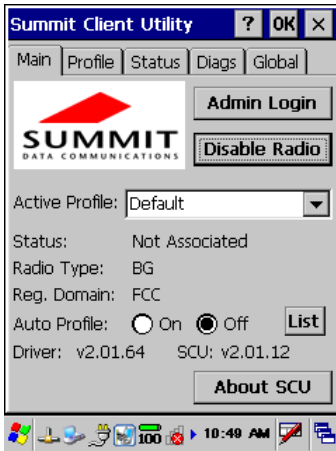 Summit Client Utility ? OK ×
Main Profile Status Diags Global
SUMMIT
DATA COMMUNICATIONS
Admin Login
Disable Radio
Active Profile: Default
Status: Not Associated
Radio Type: BG
Reg. Domain: FCC
Auto Profile: On Off List
Driver: v2.01.64 SCU: v2.01.12
About SCU
100 10:49 AM